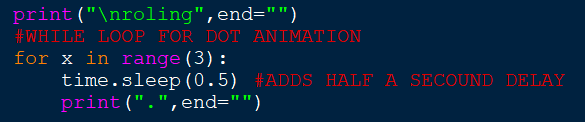 print("\nroling",end="")
#WHILE LOOP FOR DOT ANIMATION
for x in range(3):
    time.sleep(0.5) #ADDS HALF A SECOUND DELAY
    print(".",end="")